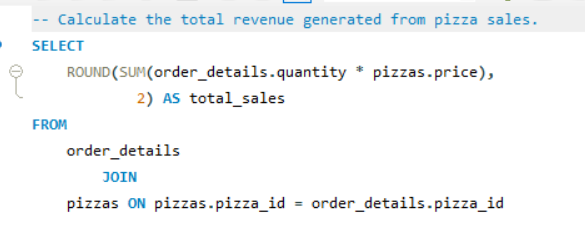 -- Calculate the total revenue generated from pizza sales.
SELECT
ROUND(SUM(order_details.quantity * pizzas.price),
2) AS total_sales
FROM
order_details
JOIN
pizzas ON pizzas.pizza_id = order_details.pizza_id